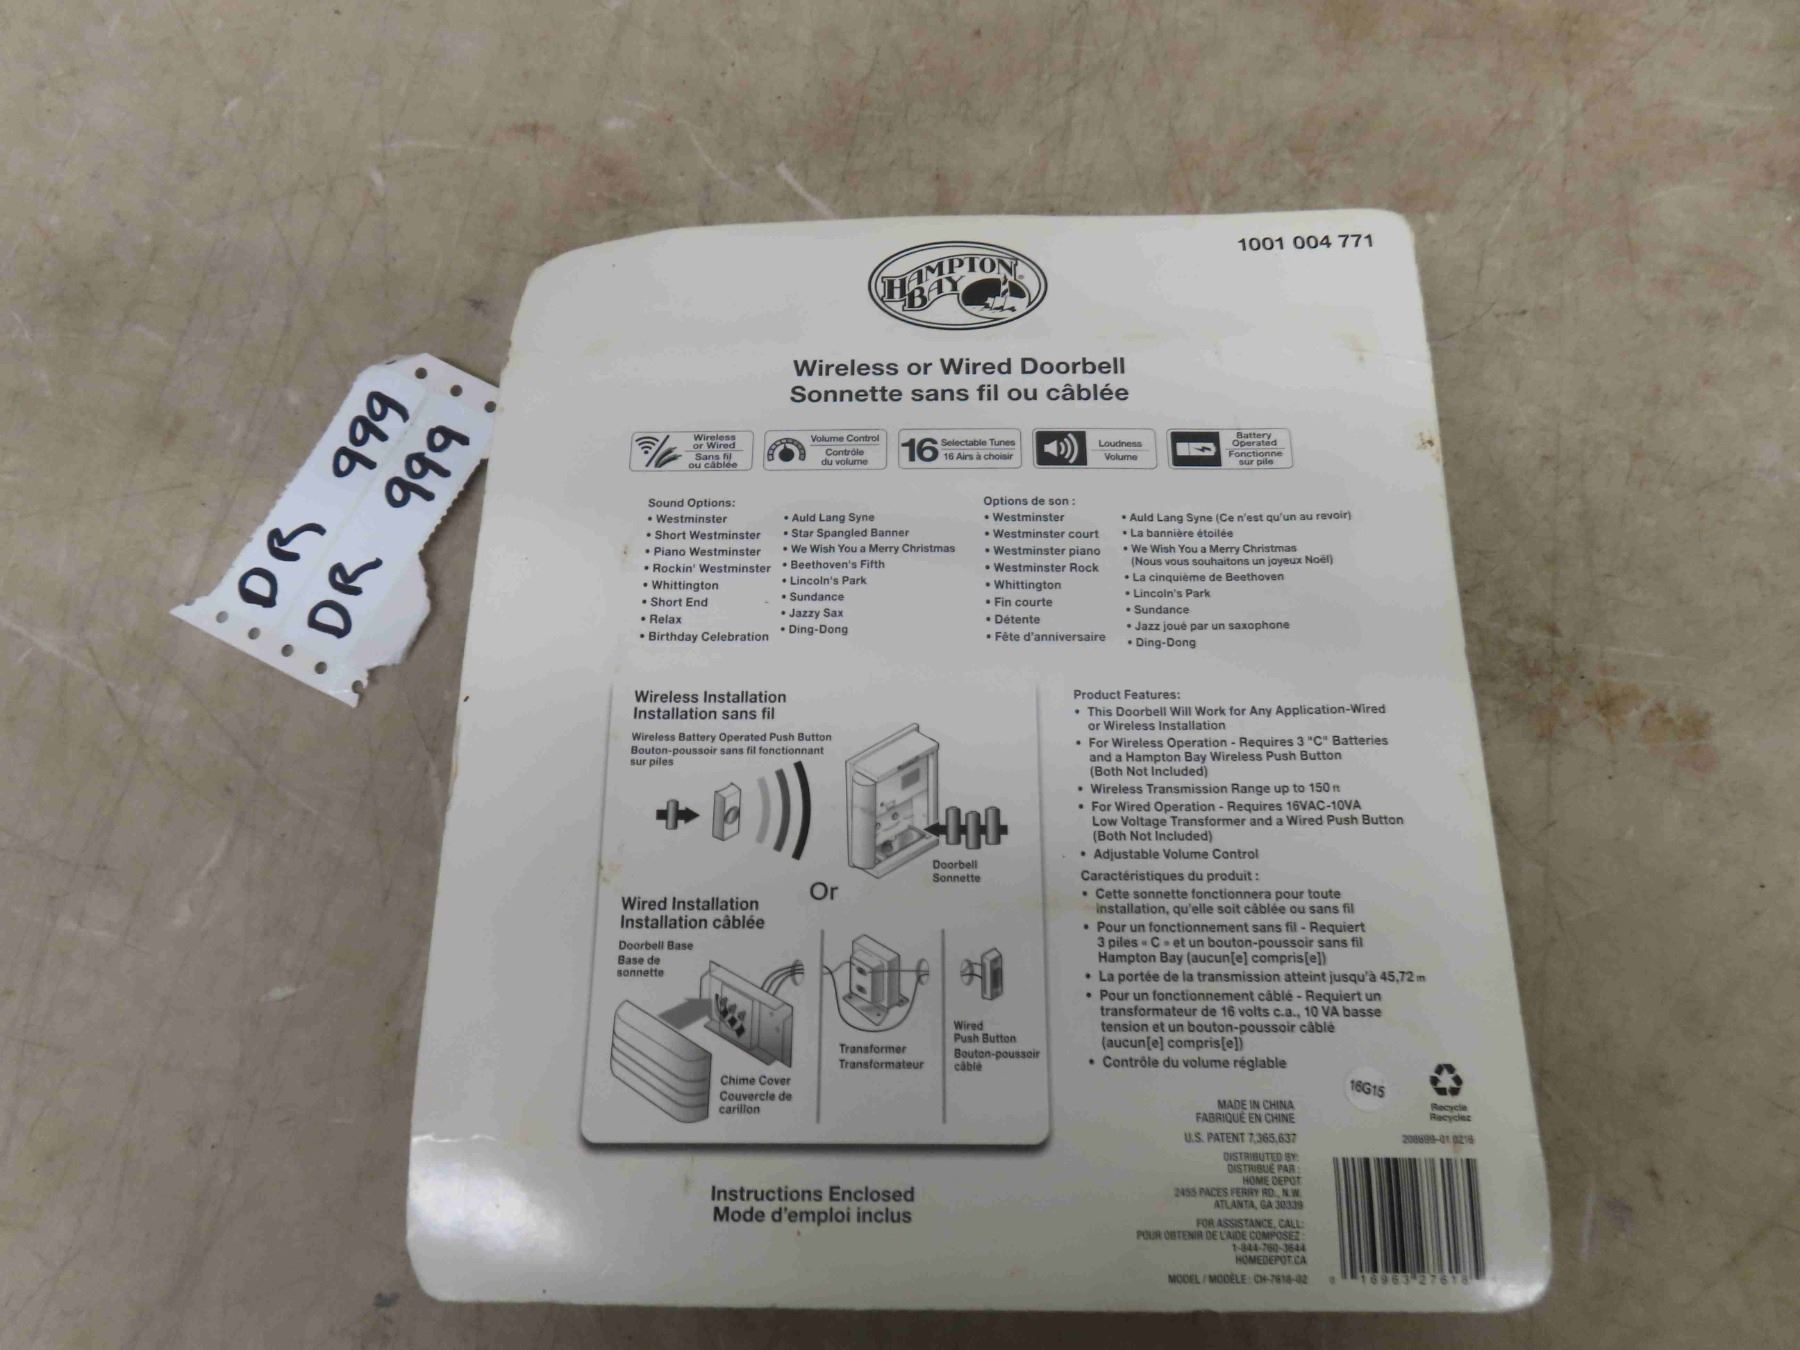 DR 999
DR 999
1001 004 771
HAMPTON BAY
Wireless or Wired Doorbell
Sonnette sans fil ou câblée
Wireless
or Wired
Sans fil
ou câblée
Volume Control
Contrôle
du volume
16
Selectable Tunes
16 Airs à choisir
Loudness
Volume
Battery
Operated
Fonctionne
sur pile
Sound Options:
• Westminster
• Short Westminster
• Piano Westminster
• Rockin' Westminster
• Whittington
• Short End
• Relax
• Birthday Celebration
• Auld Lang Syne
• Star Spangled Banner
• We Wish You a Merry Christmas
• Beethoven's Fifth
• Lincoln's Park
• Sundance
• Jazzy Sax
• Ding-Dong
Options de son :
• Westminster
• Westminster court
• Westminster piano
• Westminster Rock
• Whittington
• Fin courte
• Détente
• Fête d'anniversaire
• Auld Lang Syne (Ce n'est qu'un au revoir)
• La bannière étoilée
• We Wish You a Merry Christmas
(Nous vous souhaitons un joyeux Noël)
• La cinquième de Beethoven
• Lincoln's Park
• Sundance
• Jazz joué par un saxophone
• Ding-Dong
Wireless Installation
Installation sans fil
Wireless Battery Operated Push Button
Bouton-poussoir sans fil fonctionnant
sur piles
Doorbell
Sonnette
Or
Wired Installation
Installation câblée
Doorbell Base
Base de
sonnette
Chime Cover
Couvercle de
carillon
Transformer
Transformateur
Wired
Push Button
Bouton-poussoir
câblé
Product Features:
• This Doorbell Will Work for Any Application-Wired
or Wireless Installation
• For Wireless Operation - Requires 3 "C" Batteries
and a Hampton Bay Wireless Push Button
(Both Not Included)
• Wireless Transmission Range up to 150 ft
• For Wired Operation - Requires 16VAC-10VA
Low Voltage Transformer and a Wired Push Button
(Both Not Included)
• Adjustable Volume Control
Caractéristiques du produit :
• Cette sonnette fonctionnera pour toute
installation, qu'elle soit câblée ou sans fil
• Pour un fonctionnement sans fil - Requiert
3 piles « C » et un bouton-poussoir sans fil
Hampton Bay (aucun[e] compris[e])
• La portée de la transmission atteint jusqu'à 45,72 m
• Pour un fonctionnement câblé - Requiert un
transformateur de 16 volts c.a., 10 VA basse
tension et un bouton-poussoir câblé
(aucun[e] compris[e])
• Contrôle du volume réglable
16G15
Recycle
Recyclez
MADE IN CHINA
FABRIQUÉ EN CHINE
U.S. PATENT 7,365,637
208699-01 0216
DISTRIBUTED BY:
DISTRIBUÉ PAR :
HOME DEPOT
2455 PACES FERRY RD., N.W.
ATLANTA, GA 30339
FOR ASSISTANCE, CALL:
POUR OBTENIR DE L'AIDE COMPOSEZ :
1-844-760-3644
HOMEDEPOT.CA
MODEL / MODÈLE : CH-7618-02
0 16963 27618
Instructions Enclosed
Mode d'emploi inclus